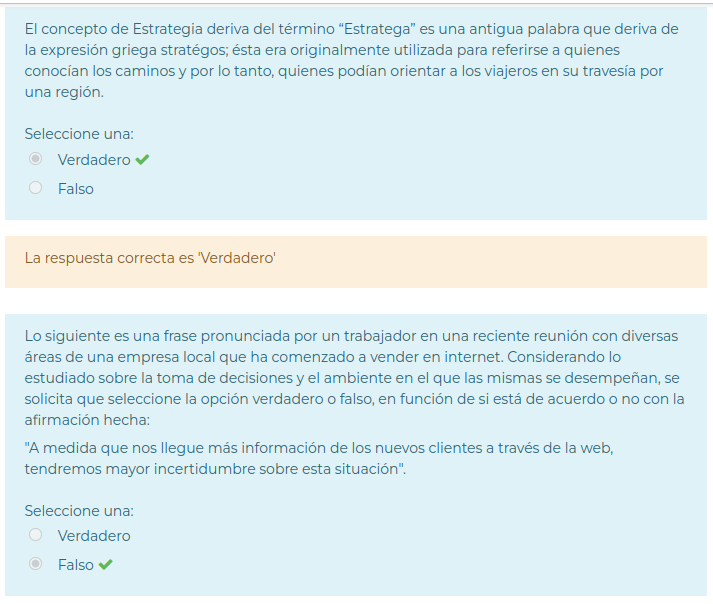 El concepto de Estrategia deriva del término “Estratega” es una antigua palabra que deriva de
la expresión griega stratégos; ésta era originalmente utilizada para referirse a quienes
conocían los caminos y por lo tanto, quienes podían orientar a los viajeros en su travesía por
una región.
Seleccione una:
Verdadero
Falso
La respuesta correcta es 'Verdadero'
Lo siguiente es una frase pronunciada por un trabajador en una reciente reunión con diversas
áreas de una empresa local que ha comenzado a vender en internet. Considerando lo
estudiado sobre la toma de decisiones y el ambiente en el que las mismas se desempeñan, se
solicita que seleccione la opción verdadero o falso, en función de si está de acuerdo o no con la
afirmación hecha:
"A medida que nos llegue más información de los nuevos clientes a través de la web,
tendremos mayor incertidumbre sobre esta situación".
Seleccione una:
Verdadero
Falso